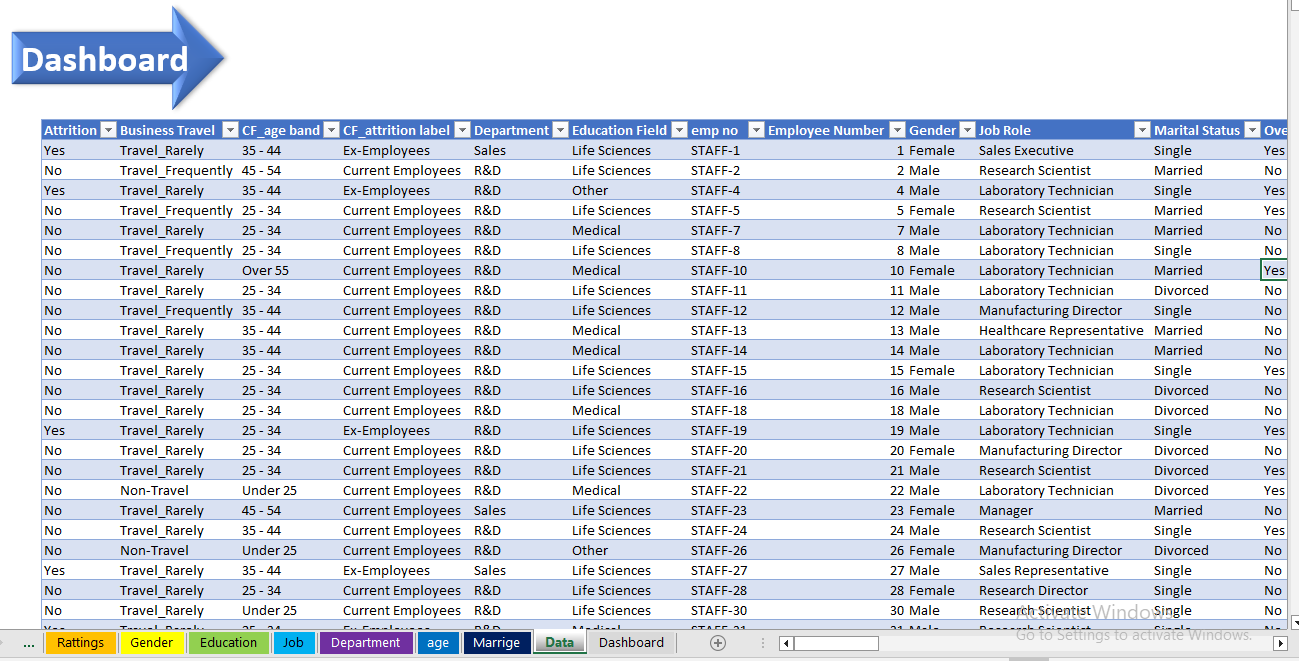 Dashboard
Attrition Business Travel CF_age band CF_attrition label Department Education Field emp no Employee Number Gender Job Role Marital Status Ove
Yes Travel_Rarely 35 - 44 Ex-Employees Sales Life Sciences STAFF-1 1 Female Sales Executive Single Yes
No Travel_Frequently 45 - 54 Current Employees R&D Life Sciences STAFF-2 2 Male Research Scientist Married No
Yes Travel_Rarely 35 - 44 Ex-Employees R&D Other STAFF-4 4 Male Laboratory Technician Single Yes
No Travel_Frequently 25 - 34 Current Employees R&D Life Sciences STAFF-5 5 Female Research Scientist Married Yes
No Travel_Rarely 25 - 34 Current Employees R&D Medical STAFF-7 7 Male Laboratory Technician Married No
No Travel_Frequently 25 - 34 Current Employees R&D Life Sciences STAFF-8 8 Male Laboratory Technician Single No
No Travel_Rarely Over 55 Current Employees R&D Medical STAFF-10 10 Female Laboratory Technician Married Yes
No Travel_Rarely 25 - 34 Current Employees R&D Life Sciences STAFF-11 11 Male Laboratory Technician Divorced No
No Travel_Frequently 35 - 44 Current Employees R&D Life Sciences STAFF-12 12 Male Manufacturing Director Single No
No Travel_Rarely 35 - 44 Current Employees R&D Medical STAFF-13 13 Male Healthcare Representative Married No
No Travel_Rarely 35 - 44 Current Employees R&D Medical STAFF-14 14 Male Laboratory Technician Married No
No Travel_Rarely 25 - 34 Current Employees R&D Life Sciences STAFF-15 15 Female Laboratory Technician Single Yes
No Travel_Rarely 25 - 34 Current Employees R&D Life Sciences STAFF-16 16 Male Research Scientist Divorced No
No Travel_Rarely 25 - 34 Current Employees R&D Medical STAFF-18 18 Male Laboratory Technician Divorced No
Yes Travel_Rarely 25 - 34 Ex-Employees R&D Life Sciences STAFF-19 19 Male Laboratory Technician Single Yes
No Travel_Rarely 25 - 34 Current Employees R&D Life Sciences STAFF-20 20 Female Manufacturing Director Divorced No
No Travel_Rarely 25 - 34 Current Employees R&D Life Sciences STAFF-21 21 Male Research Scientist Divorced Yes
No Non-Travel Under 25 Current Employees R&D Medical STAFF-22 22 Male Laboratory Technician Divorced Yes
No Travel_Rarely 45 - 54 Current Employees Sales Life Sciences STAFF-23 23 Female Manager Married No
No Travel_Rarely 35 - 44 Current Employees R&D Life Sciences STAFF-24 24 Male Research Scientist Single Yes
No Non-Travel Under 25 Current Employees R&D Other STAFF-26 26 Female Manufacturing Director Divorced No
Yes Travel_Rarely 35 - 44 Ex-Employees Sales Life Sciences STAFF-27 27 Male Sales Representative Single No
No Travel_Rarely 25 - 34 Current Employees R&D Life Sciences STAFF-28 28 Female Research Director Single No
No Travel_Rarely Under 25 Current Employees R&D Life Sciences STAFF-30 30 Male Research Scientist Single No
Activate Windows
Go to Settings to activate Windows.
... Rattings Gender Education Job Department age Marrige Data Dashboard